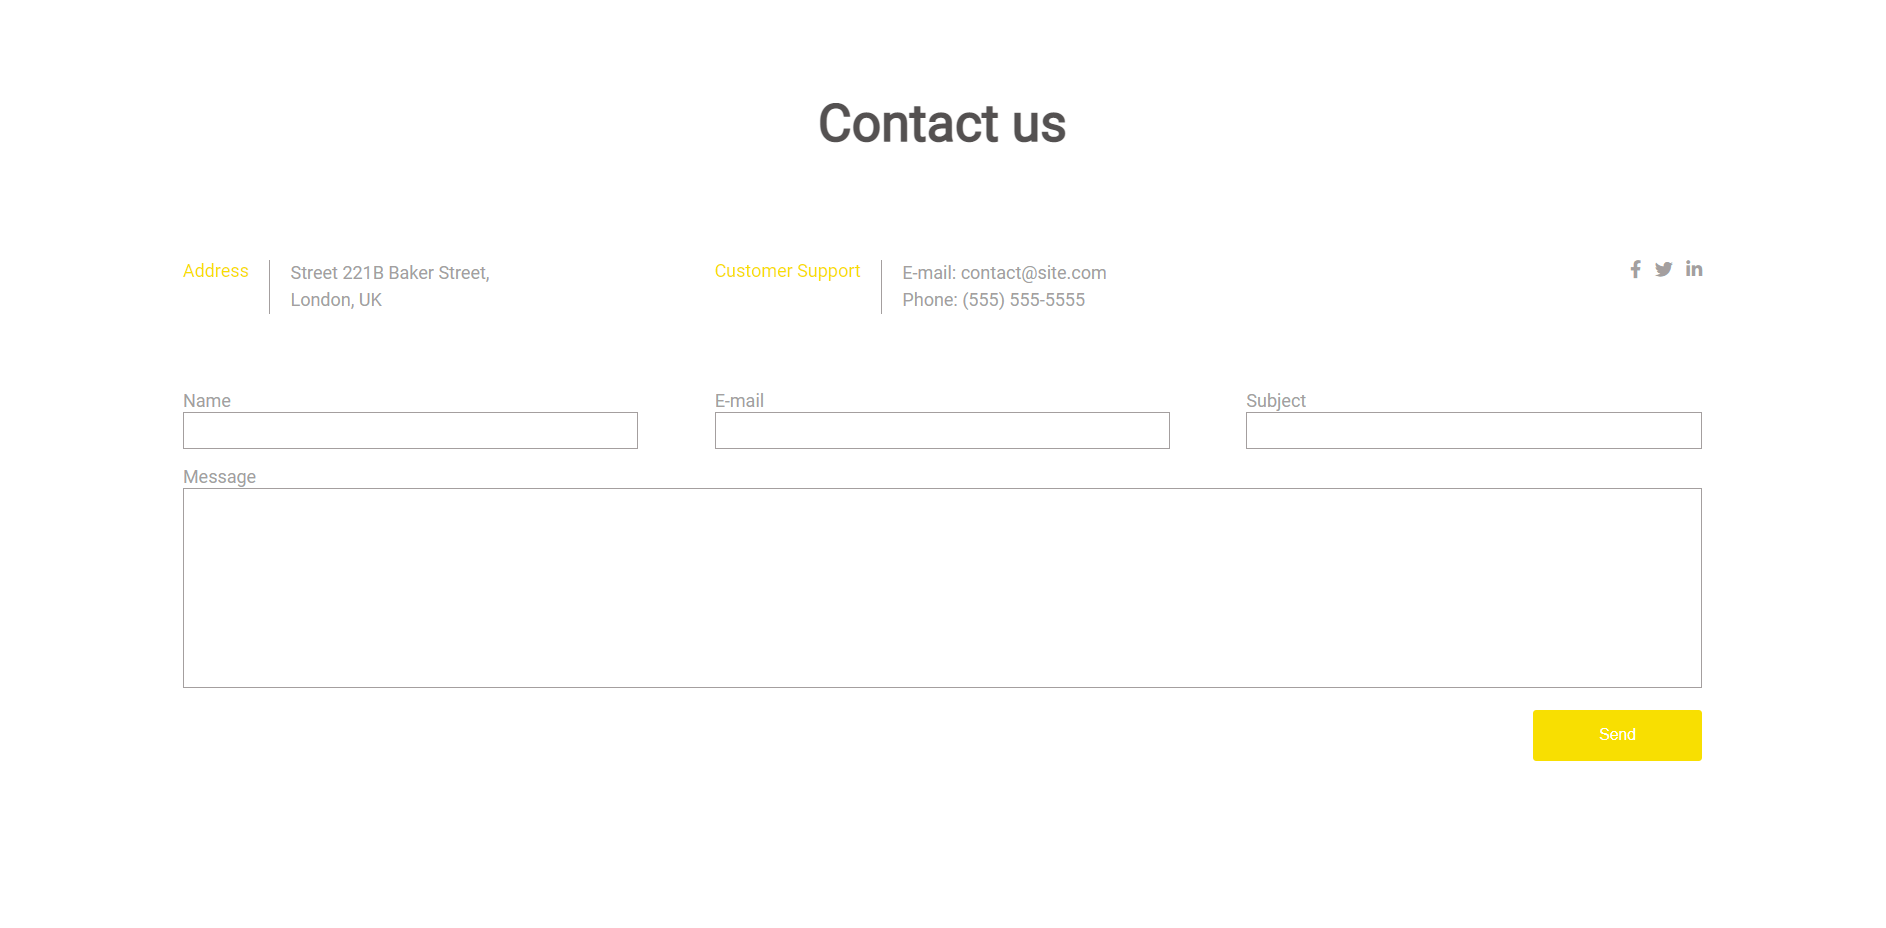 Contact us
Address
Street 221B Baker Street,
London, UK
Customer Support
E-mail: contact@site.com
Phone: (555) 555-5555
Name
E-mail
Subject
Message
Send